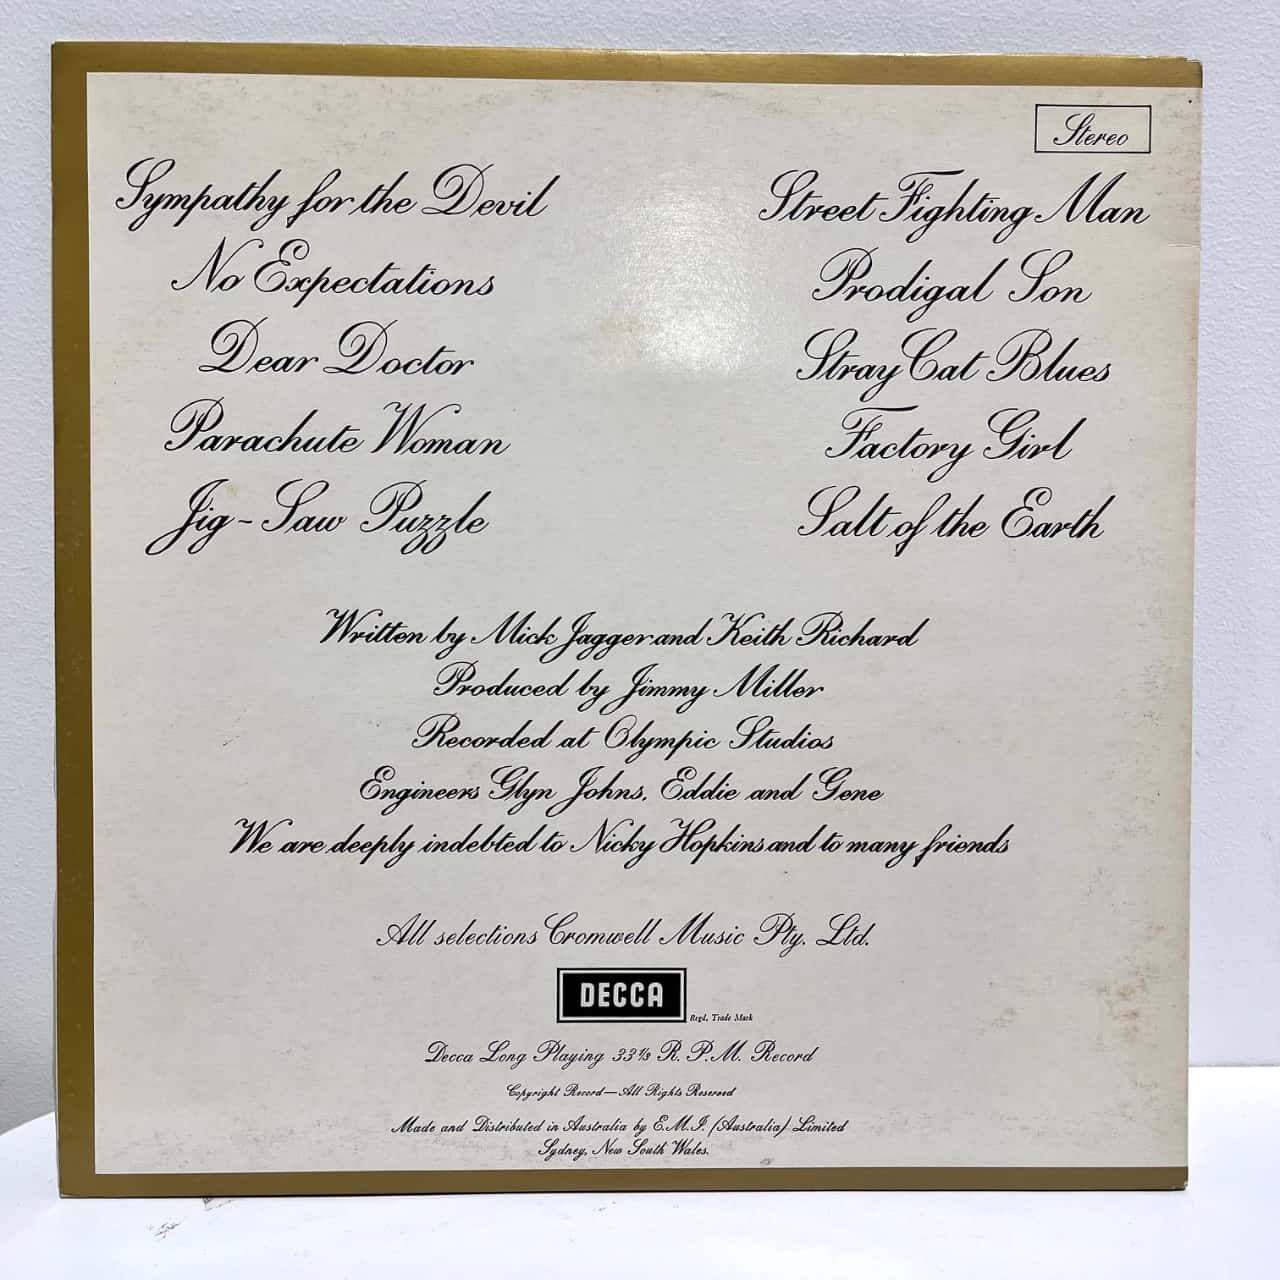 Stereo
Sympathy for the Devil
No Expectations
Dear Doctor
Parachute Woman
Jig-Saw Puzzle
Street Fighting Man
Prodigal Son
Stray Cat Blues
Factory Girl
Salt of the Earth
Written by Mick Jagger and Keith Richard
Produced by Jimmy Miller
Recorded at Olympic Studios
Engineers Glyn Johns, Eddie and Gene
We are deeply indebted to Nicky Hopkins and to many friends
All selections Cromwell Music Pty. Ltd.
DECCA
Regd. Trade Mark
Decca Long Playing 33 1/3 R.P.M. Record
Copyright Record—All Rights Reserved
Made and Distributed in Australia by E.M.I. (Australia) Limited
Sydney, New South Wales.